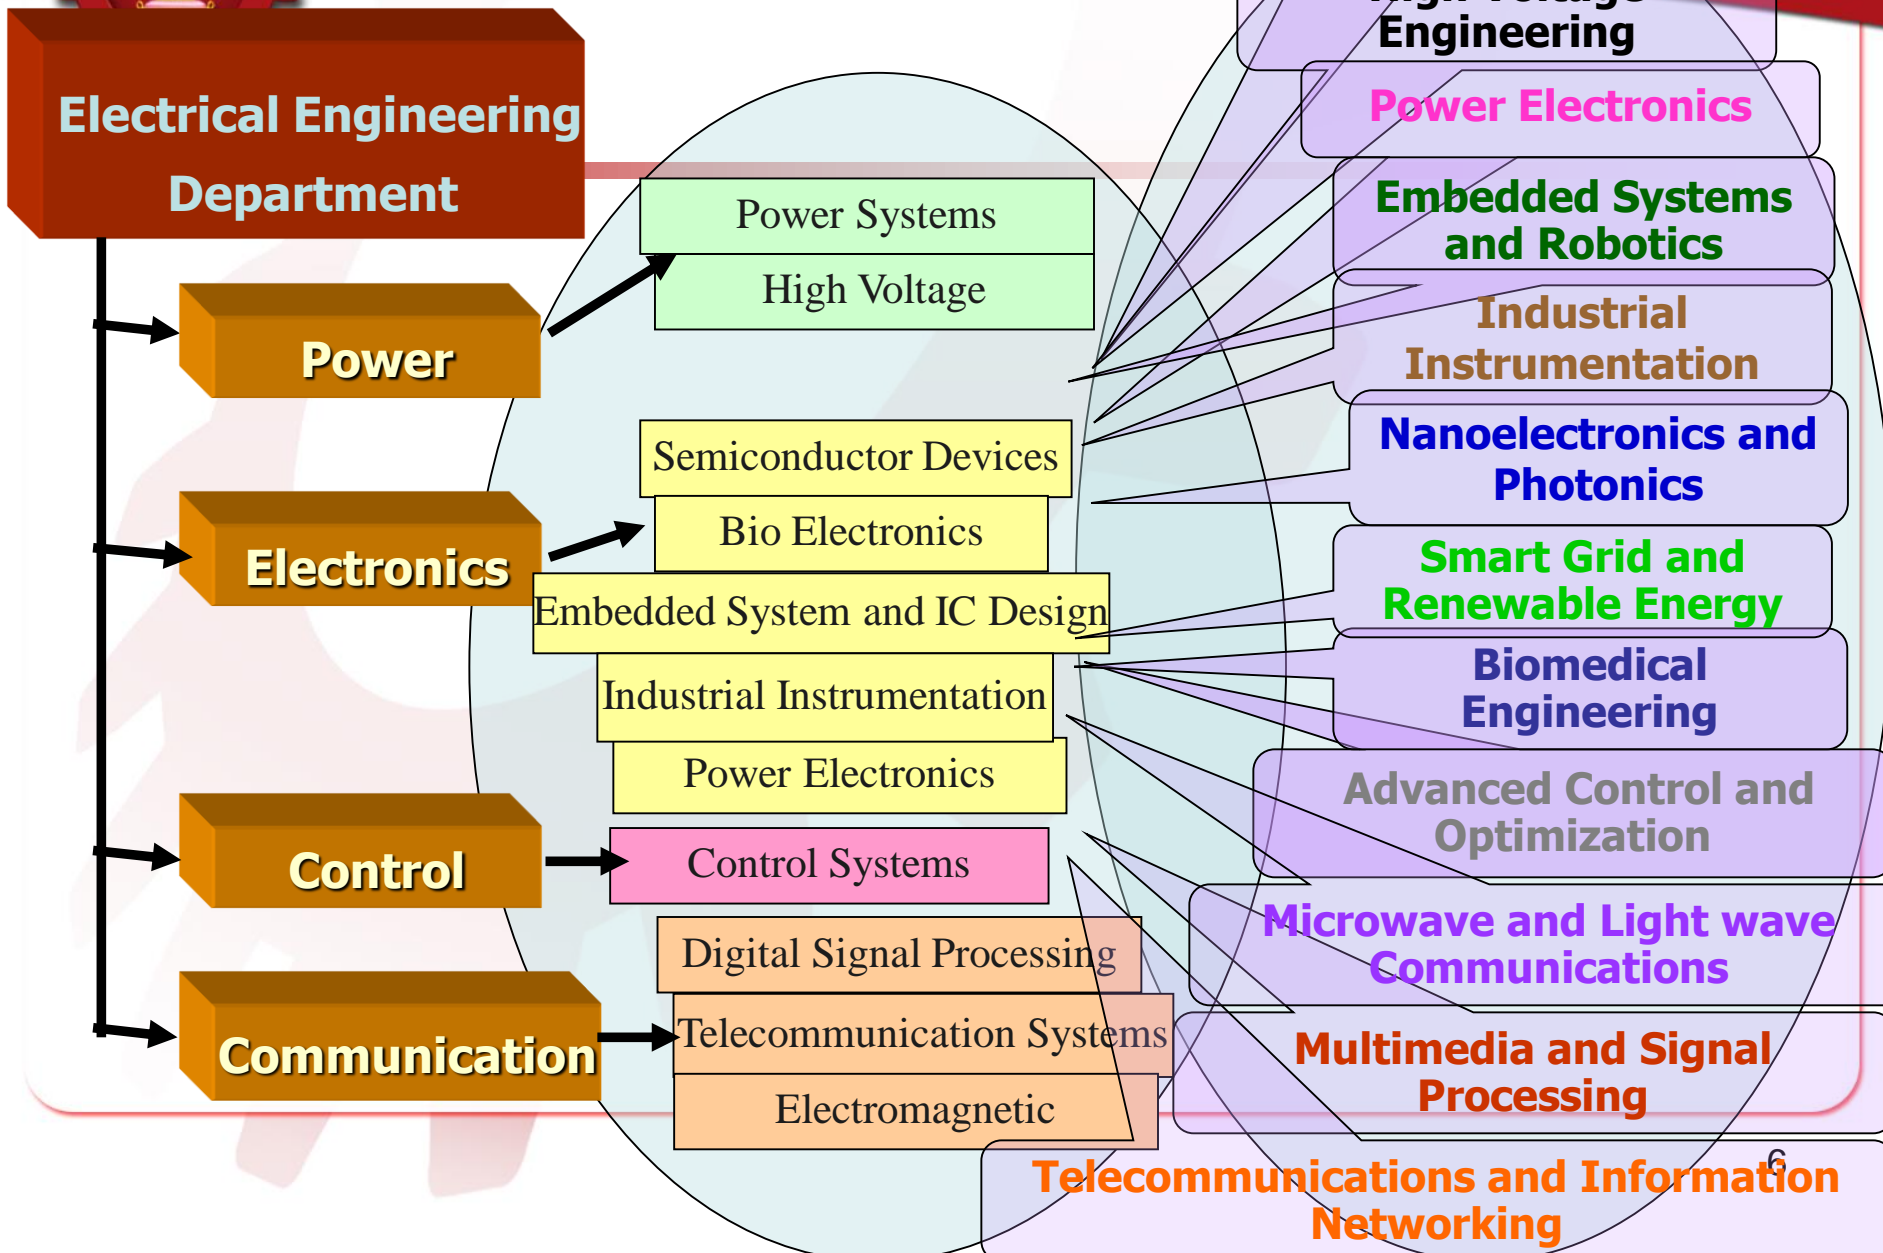 Electrical Engineering
Department
Power
Electronics
Control
Communication
Power Systems
High Voltage
Semiconductor Devices
Bio Electronics
Embedded System and IC Design
Industrial Instrumentation
Power Electronics
Control Systems
Digital Signal Processing
Telecommunication Systems
Electromagnetic
High Voltage
Engineering
Power Electronics
Embedded Systems
and Robotics
Industrial
Instrumentation
Nanoelectronics and
Photonics
Smart Grid and
Renewable Energy
Biomedical
Engineering
Advanced Control and
Optimization
Microwave and Light wave
Communications
Multimedia and Signal
Processing
6
Telecommunications and Information
Networking